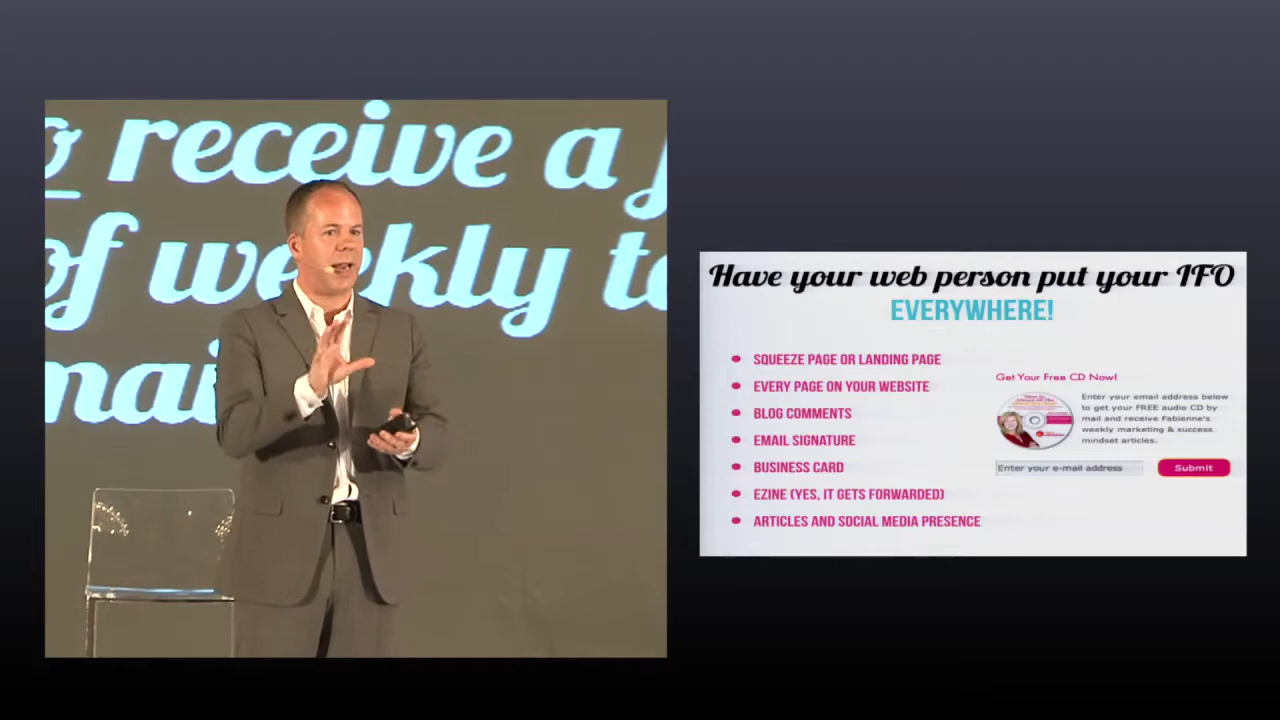 receive a
of weekly
Have your web person put your IFO
EVERYWHERE!
SQUEEZE PAGE OR LANDING PAGE
EVERY PAGE ON YOUR WEBSITE
BLOG COMMENTS
EMAIL SIGNATURE
BUSINESS CARD
EZINE (YES, IT GETS FORWARDED)
ARTICLES AND SOCIAL MEDIA PRESENCE
Get Your Free CD Now!
Enter your email address below
to get your FREE audio CD by
mail and receive Fabienne's
weekly marketing & success
mindset articles.
Enter your e-mail address
Submit